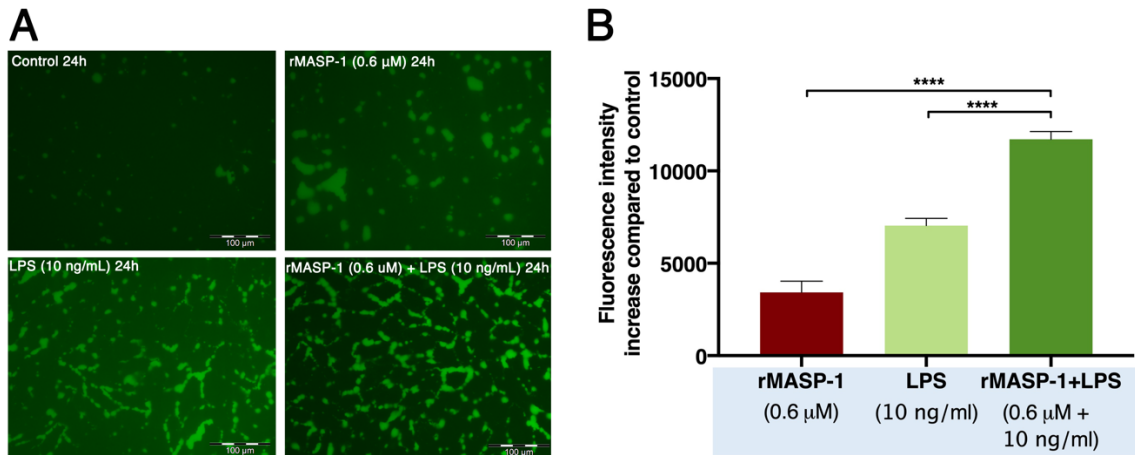 A
Control 24h
100 µm
rMASP-1 (0.6 µM) 24h
100 µm
LPS (10 ng/mL) 24h
100 µm
rMASP-1 (0.6 uM) + LPS (10 ng/mL) 24h
100 µm
B
Fluorescence intensity
increase compared to control
15000
10000
5000
0
****
****
rMASP-1
(0.6 µM)
LPS
(10 ng/ml)
rMASP-1+LPS
(0.6 µM +
10 ng/ml)